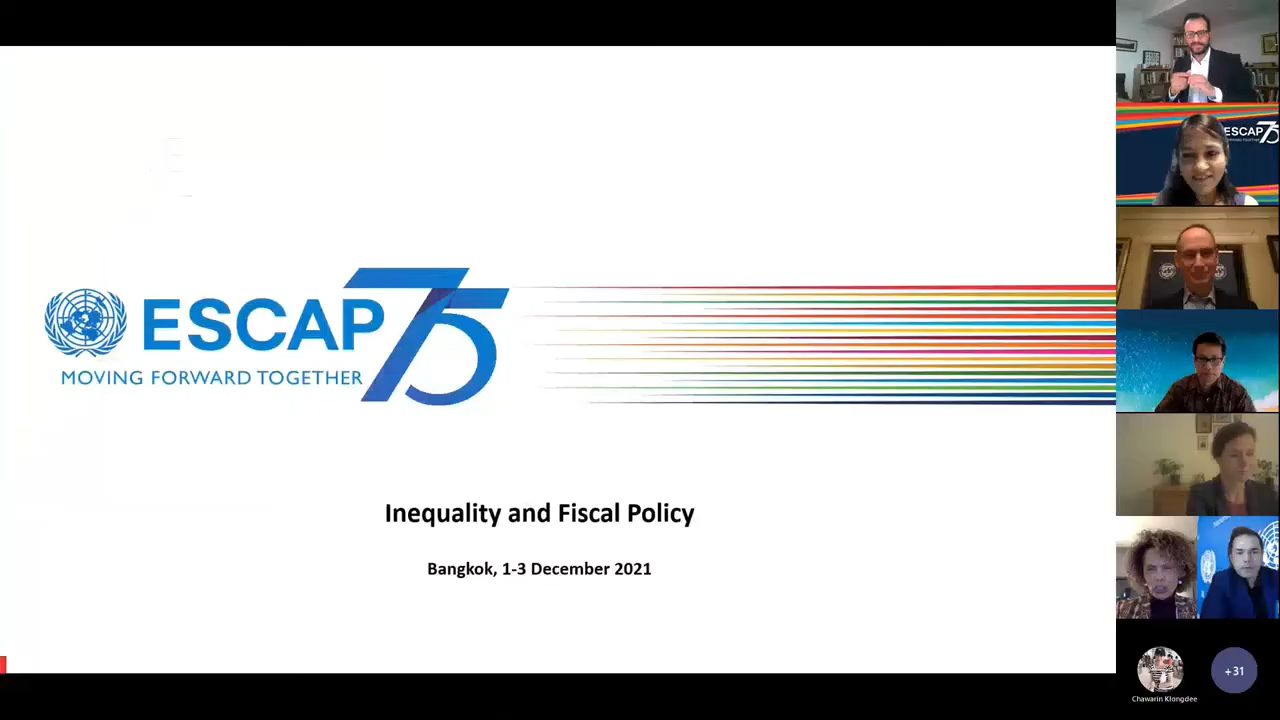 ESCAP 75
MOVING FORWARD TOGETHER
Inequality and Fiscal Policy
Bangkok, 1-3 December 2021
ESCAP 75
Chawarin Klongdee
+31